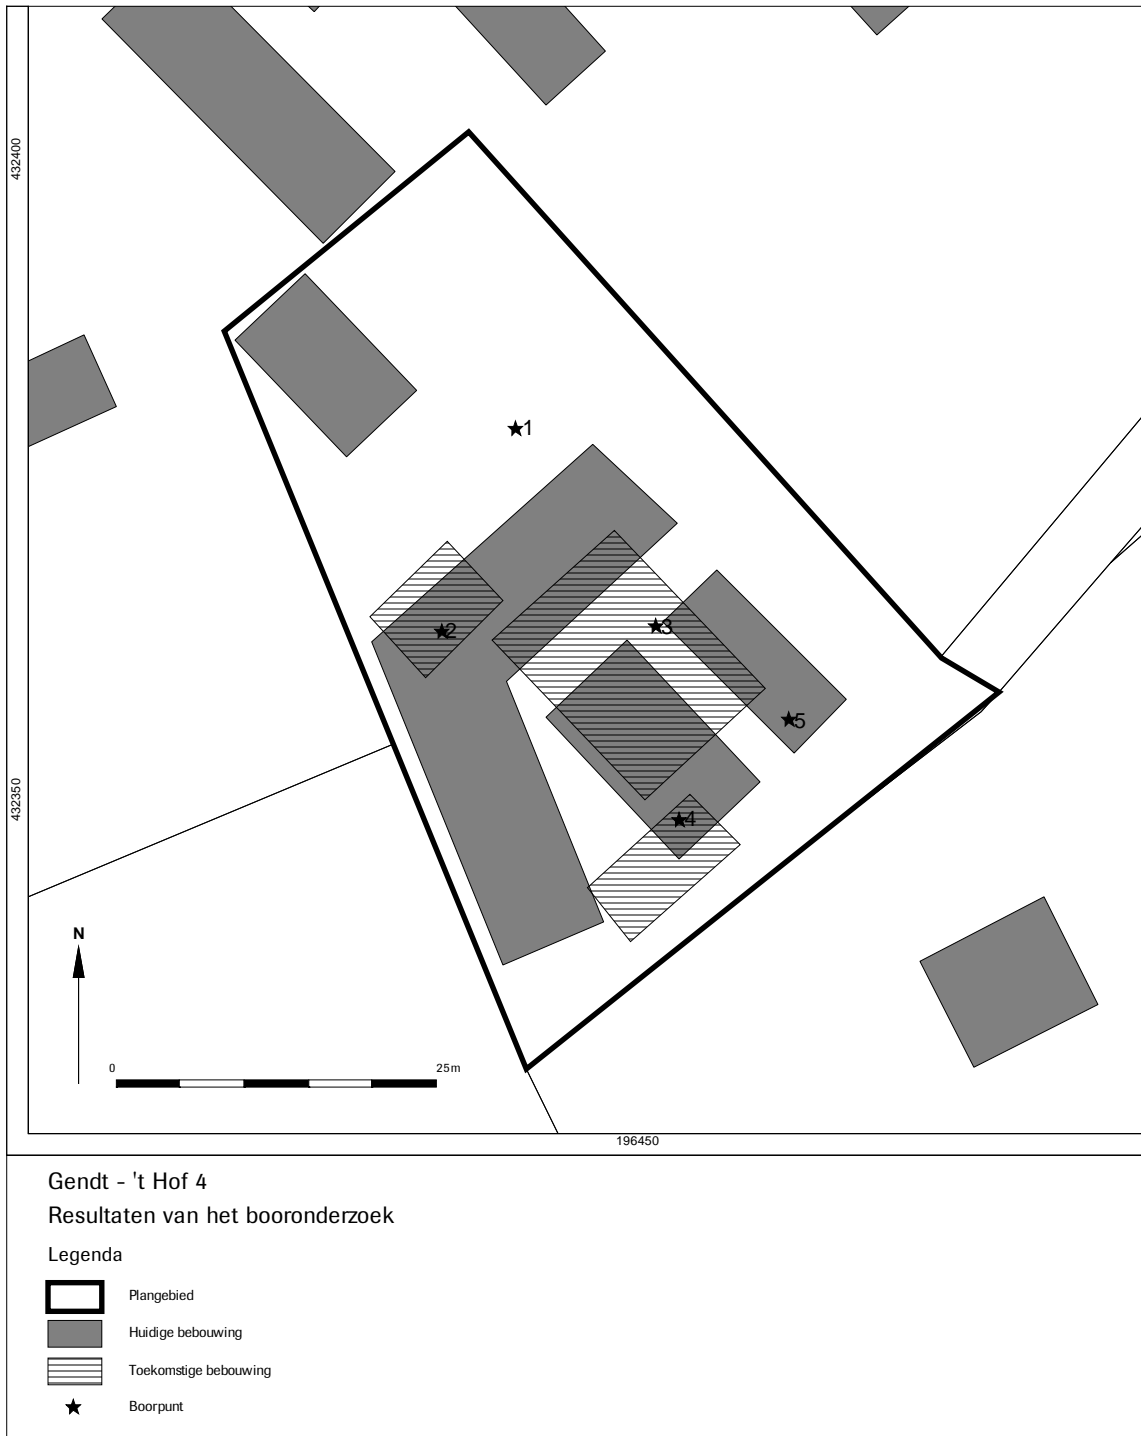 432400
1
2
3
5
4
432350
N
0
25m
196450
Gendt - 't Hof 4
Resultaten van het booronderzoek
Legenda
Plangebied
Huidige bebouwing
Toekomstige bebouwing
Boorpunt